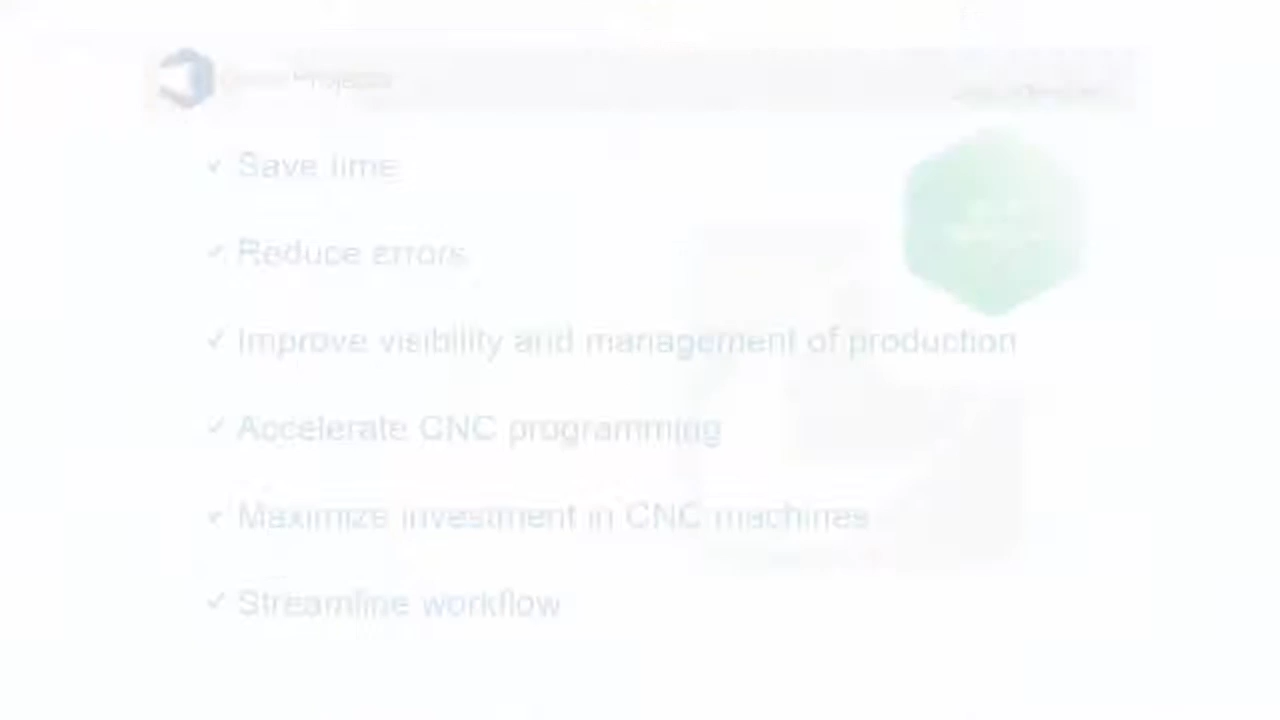 Projects
✓ Save time
✓ Reduce errors
✓ Improve visibility and management of production
✓ Accelerate CNC programming
✓ Maximize investment in CNC machines
✓ Streamline workflow